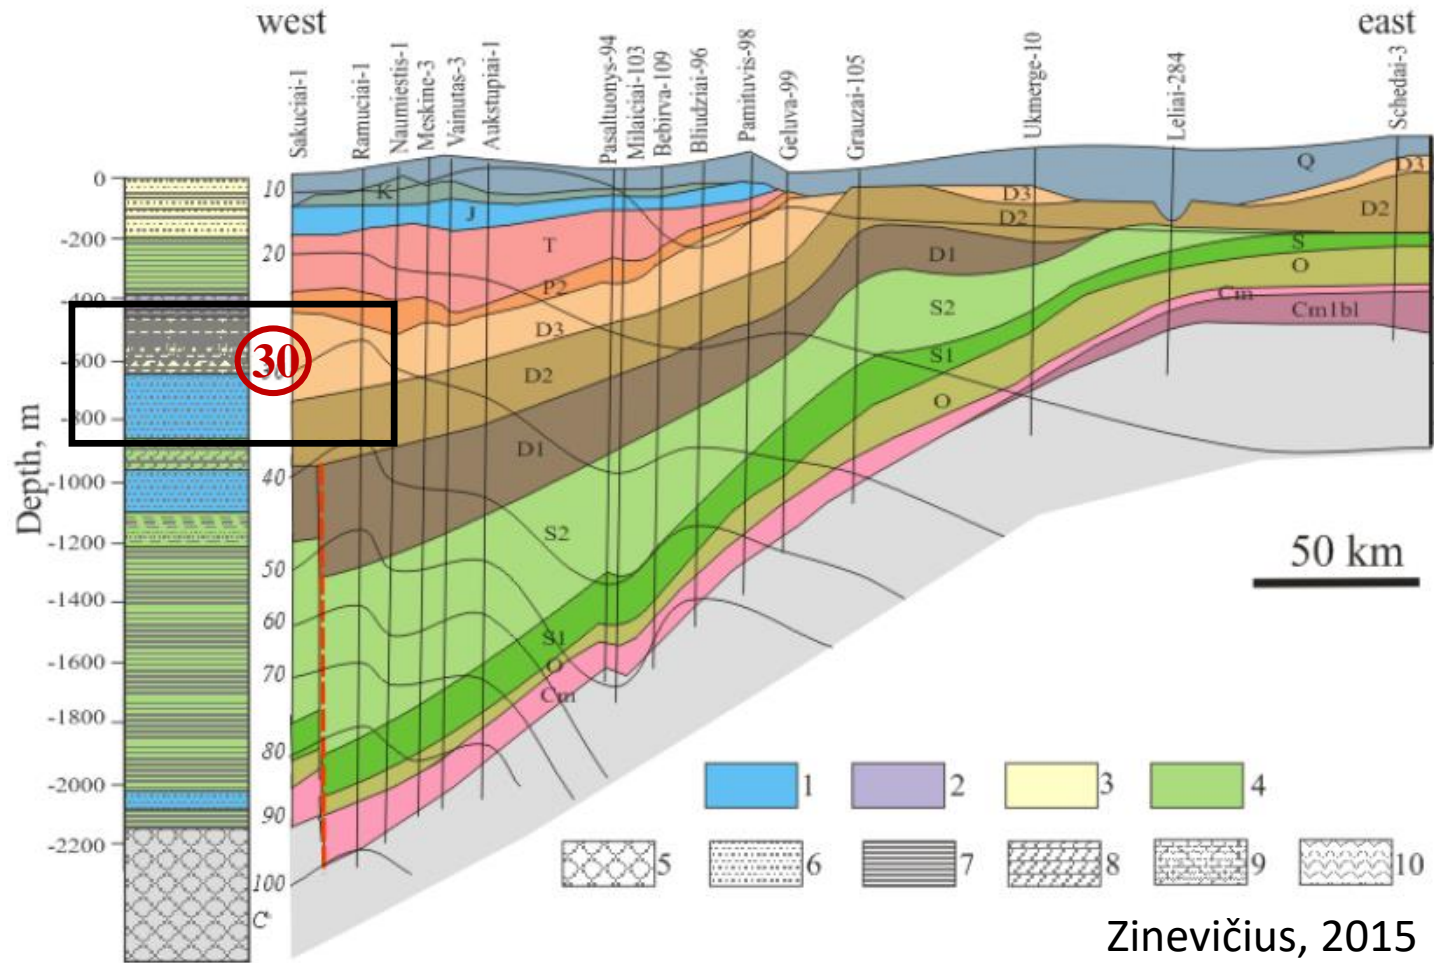 west
east
Sakuciai-1
Ramuciai-1
Naumiestis-1
Meskine-3
Vainutas-3
Aukstupiai-1
Pasaltuonys-94
Milaiciai-103
Bebirva-109
Bliudziai-96
Pamituvis-98
Geluva-99
Grauzai-105
Ukmerge-10
Leliai-284
Schedai-3
Depth, m
0
-200
-400
-600
-800
-1000
-1200
-1400
-1600
-1800
-2000
-2200
10
20
30
40
50
60
70
80
90
100
C°
K
J
T
P2
D3
D2
D1
S2
S1
O
Cm
Q
D3
D2
D1
S2
S1
O
D3
D2
S
O
Cm
Cm1bl
50 km
1
2
3
4
5
6
7
8
9
10
Zinevičius, 2015